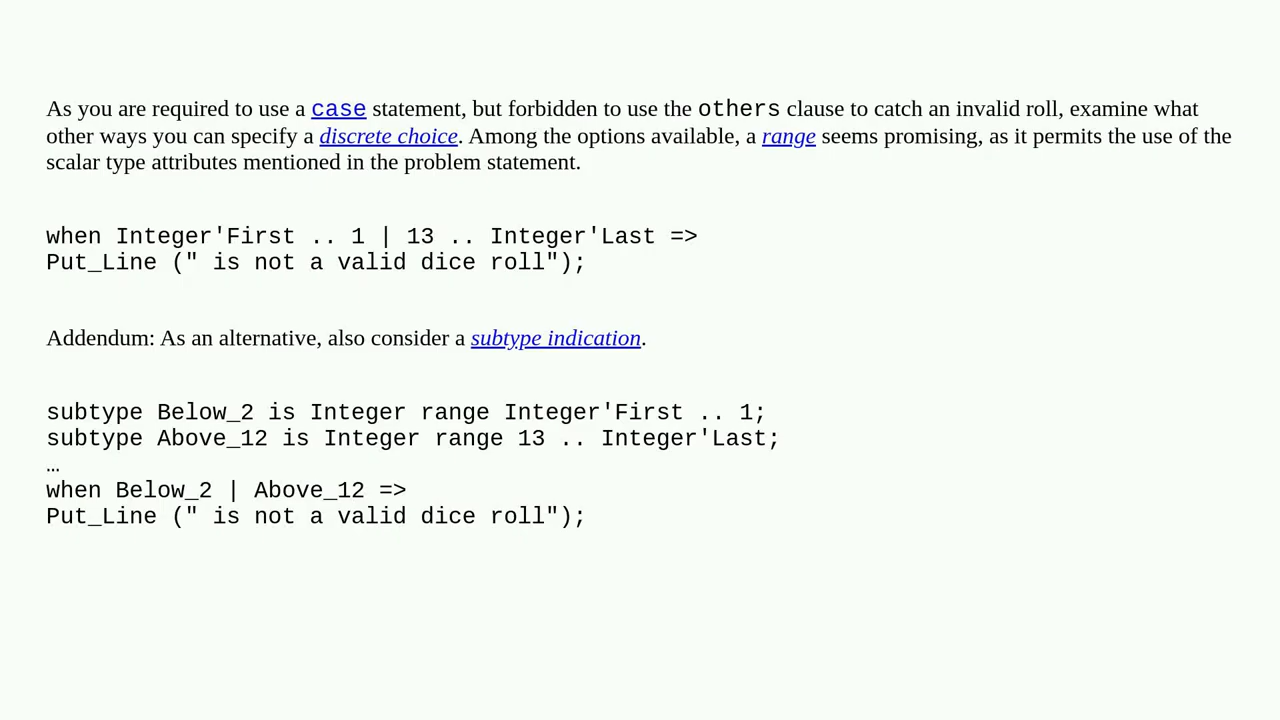 As you are required to use a case statement, but forbidden to use the others clause to catch an invalid roll, examine what
other ways you can specify a discrete choice. Among the options available, a range seems promising, as it permits the use of the
scalar type attributes mentioned in the problem statement.
when Integer'First .. 1 | 13 .. Integer'Last =>
Put_Line (" is not a valid dice roll");
Addendum: As an alternative, also consider a subtype indication.
subtype Below_2 is Integer range Integer'First .. 1;
subtype Above_12 is Integer range 13 .. Integer'Last;
…
when Below_2 | Above_12 =>
Put_Line (" is not a valid dice roll");